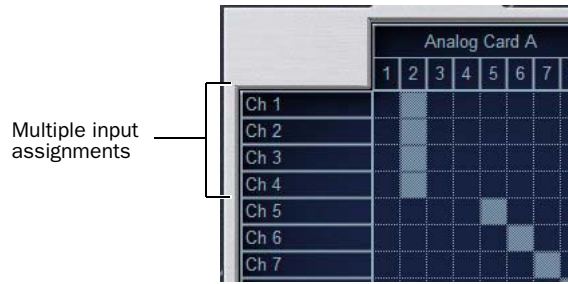 Analog Card A
1 2 3 4 5 6 7
Multiple input
assignments
Ch 1
Ch 2
Ch 3
Ch 4
Ch 5
Ch 6
Ch 7